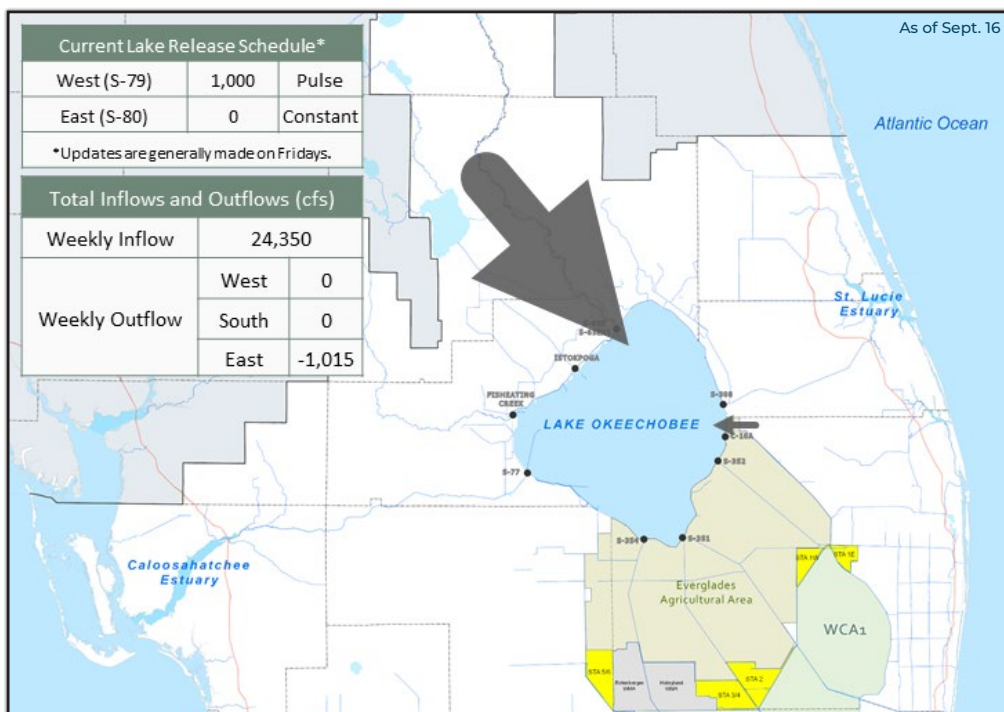 As of Sept. 16
Current Lake Release Schedule*
West (S-79) 1,000 Pulse
East (S-80) 0 Constant
*Updates are generally made on Fridays.
Total Inflows and Outflows (cfs)
Weekly Inflow 24,350
Weekly Outflow
West 0
South 0
East -1,015
Atlantic Ocean
St. Lucie
Estuary
ISTOKPOGA
FISHEATING
CREEK
LAKE OKEECHOBEE
S-308
C-10A
S-352
S-77
S-354
S-351
Caloosahatchee
Estuary
Everglades
Agricultural Area
STA 1W
STA 1E
WCA1
STA 5/6
STA 2
STA 3/4